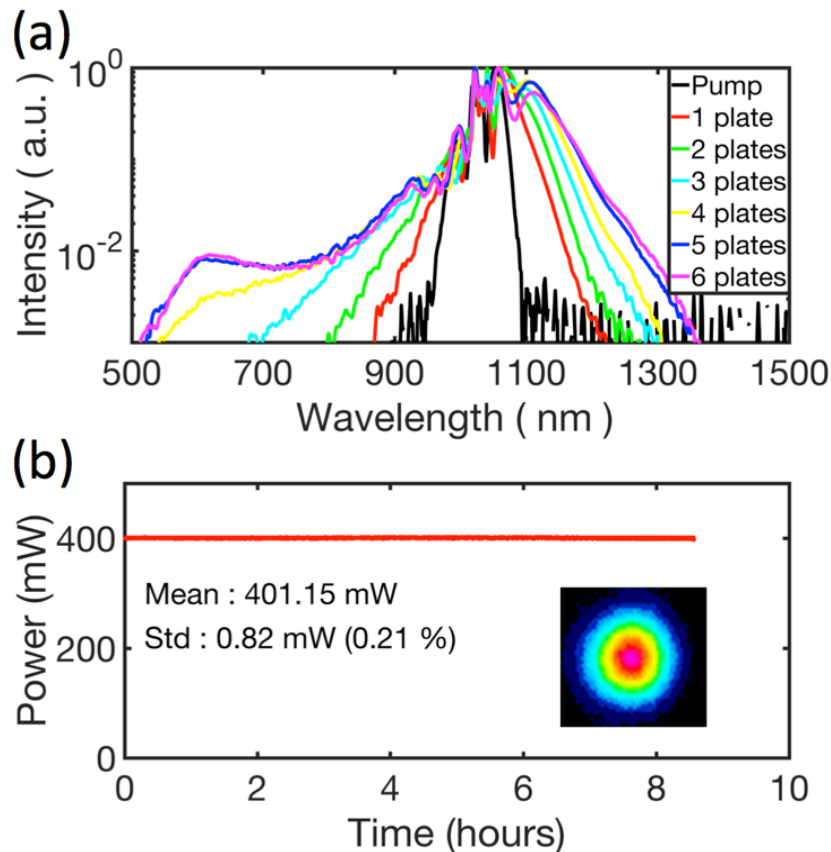 (a)
Intensity ( a.u. )
10^0
10^-2
Pump
1 plate
2 plates
3 plates
4 plates
5 plates
6 plates
500 700 900 1100 1300 1500
Wavelength ( nm )
(b)
Power (mW)
400
200
0
Mean : 401.15 mW
Std : 0.82 mW (0.21 %)
0 2 4 6 8 10
Time (hours)